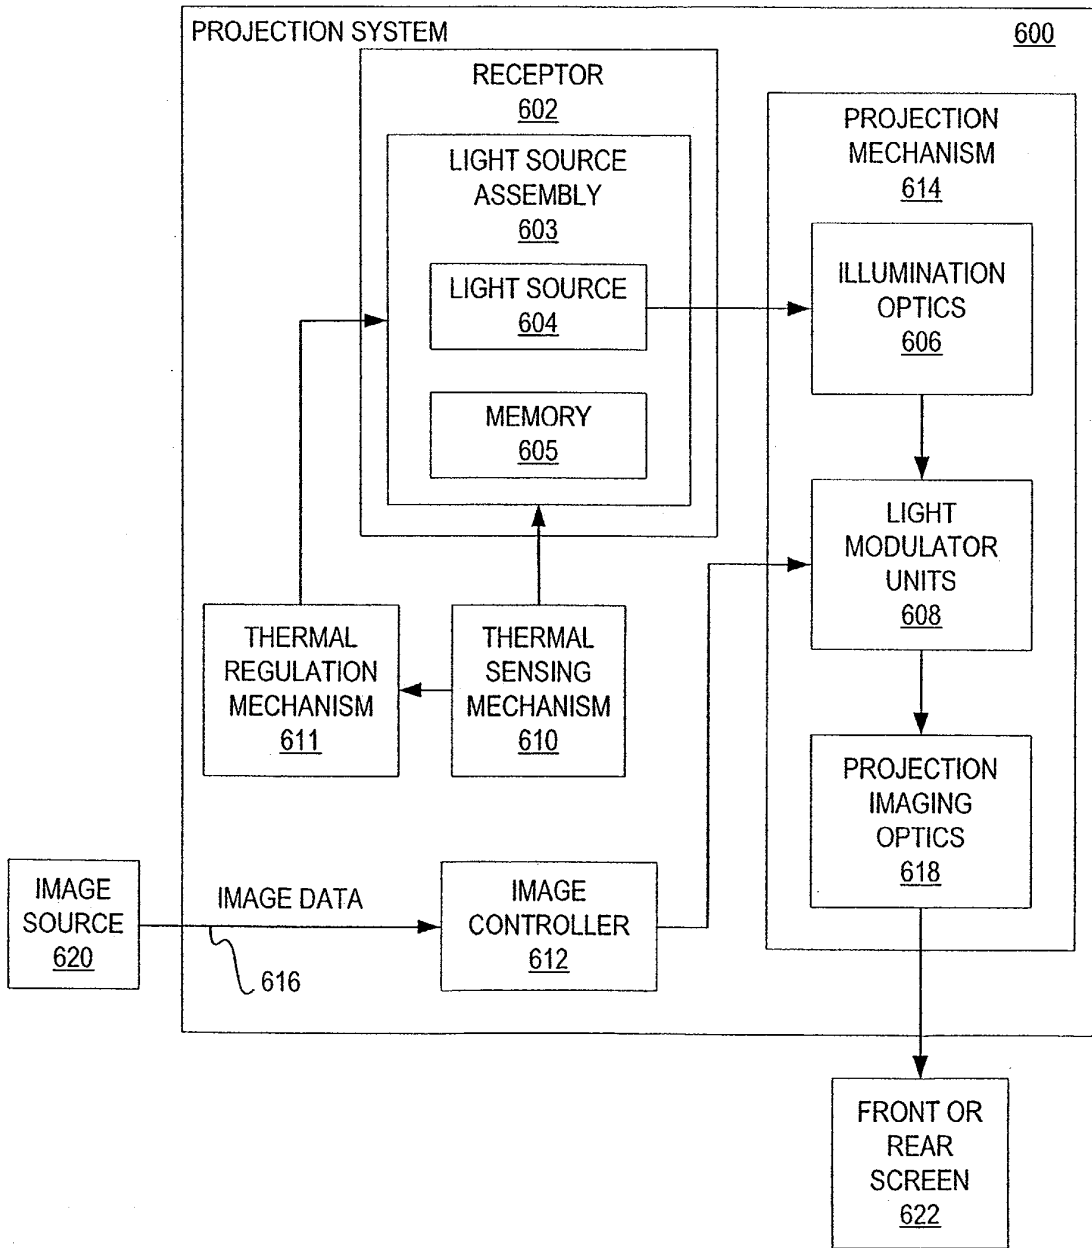 PROJECTION SYSTEM
600
RECEPTOR
602
LIGHT SOURCE
ASSEMBLY
603
LIGHT SOURCE
604
MEMORY
605
PROJECTION
MECHANISM
614
ILLUMINATION
OPTICS
606
LIGHT
MODULATOR
UNITS
608
THERMAL
REGULATION
MECHANISM
611
THERMAL
SENSING
MECHANISM
610
PROJECTION
IMAGING
OPTICS
618
IMAGE
SOURCE
620
IMAGE DATA
616
IMAGE
CONTROLLER
612
FRONT OR
REAR
SCREEN
622